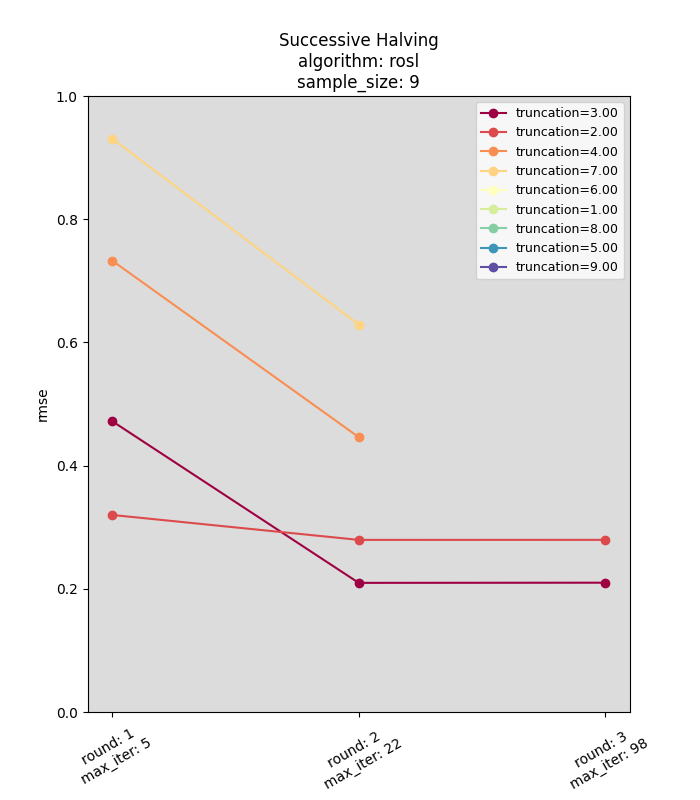 Successive Halving
algorithm: rosl
sample_size: 9
1.0
0.8
0.6
0.4
0.2
0.0
rmse
truncation=3.00
truncation=2.00
truncation=4.00
truncation=7.00
truncation=6.00
truncation=1.00
truncation=8.00
truncation=5.00
truncation=9.00
round: 1
max_iter: 5
round: 2
max_iter: 22
round: 3
max_iter: 98